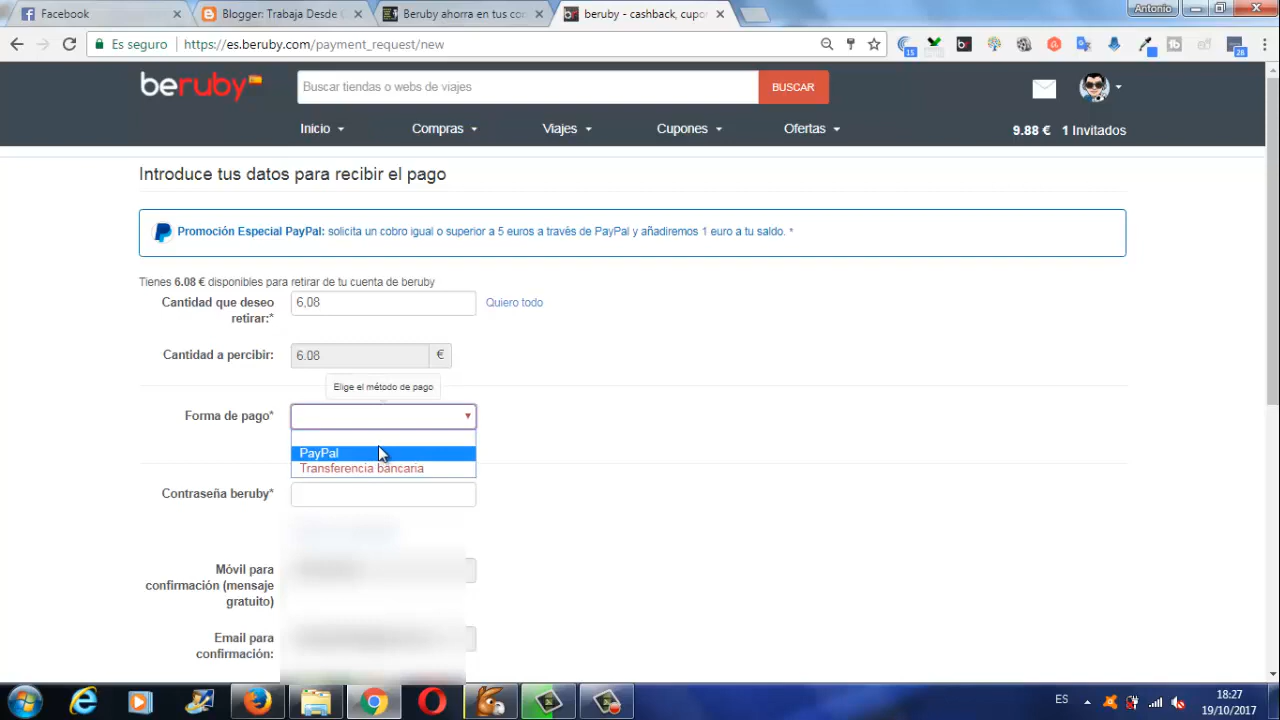 Facebook
Blogger: Trabaja Desde
Beruby ahora en tus co
beruby - cashback, cupo
Antonio
Es seguro
https://es.beruby.com/payment_request/new
15
28
beruby
Buscar tiendas o webs de viajes
BUSCAR
Inicio
Compras
Viajes
Cupones
Ofertas
9.88 € 1 Invitados
Introduce tus datos para recibir el pago
Promoción Especial PayPal: solicita un cobro igual o superior a 5 euros a través de PayPal y añadiremos 1 euro a tu saldo. *
Tienes 6.08 € disponibles para retirar de tu cuenta de beruby
Cantidad que deseo
retirar:*
6,08
Quiero todo
Cantidad a percibir:
6.08
€
Elige el método de pago
Forma de pago*
PayPal
Transferencia bancaria
Contraseña beruby*
Móvil para
confirmación (mensaje
gratuito)
Email para
confirmación:
ES
18:27
19/10/2017